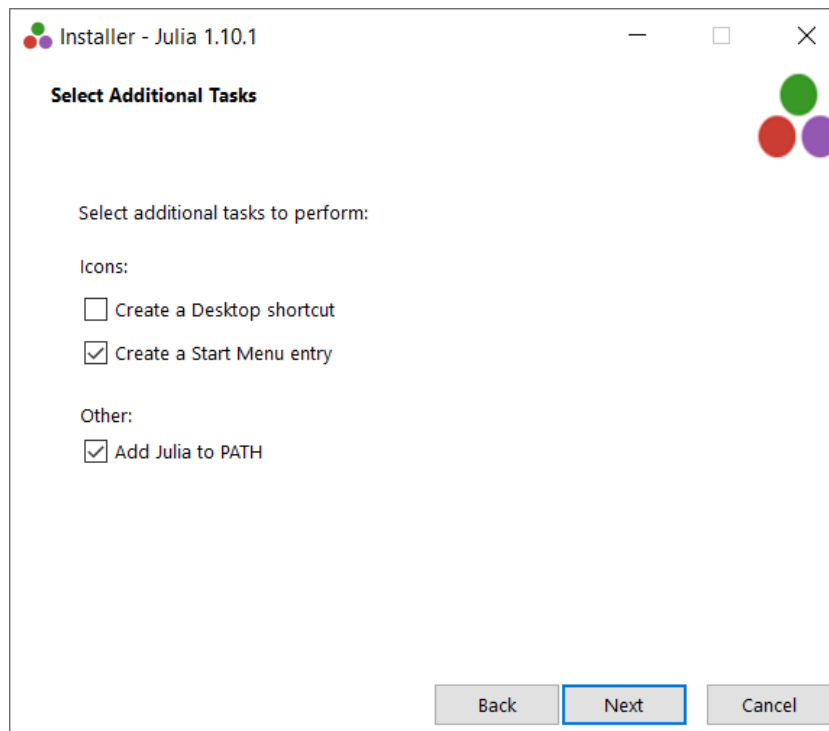 Installer - Julia 1.10.1
Select Additional Tasks
Select additional tasks to perform:
Icons:
Create a Desktop shortcut
Create a Start Menu entry
Other:
Add Julia to PATH
Back Next Cancel